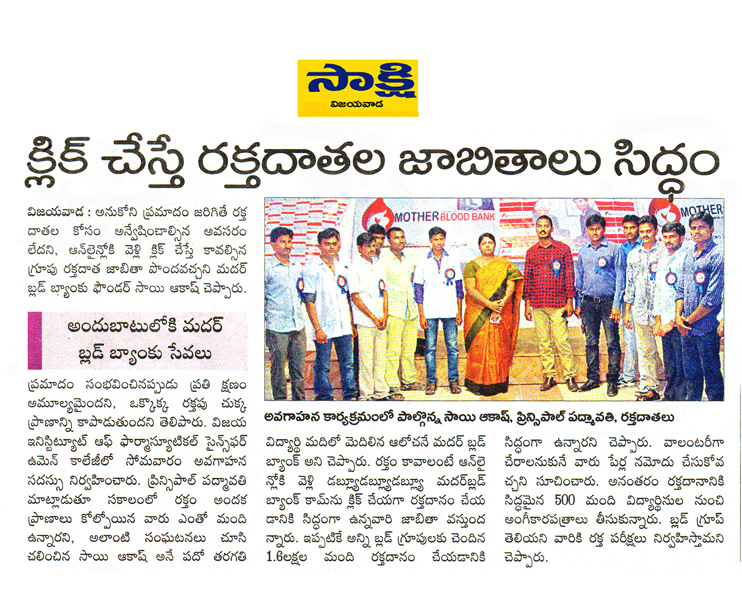 సాక్షి
విజయవాడ
క్లిక్ చేస్తే రక్తదాతల జాబితాలు సిద్ధం
విజయవాడ : అనుకోని ప్రమాదం జరిగితే రక్త
దాతల కోసం అన్వేషించాల్సిన అవసరం
లేదని, ఆన్‌లైన్లోకి వెళ్లి క్లిక్ చేస్తే కావల్సిన
గ్రూపు రక్తదాత జాబితా పొందవచ్చని మదర్
బ్లడ్ బ్యాంకు ఫౌండర్ సాయి ఆకాష్ చెప్పారు.
అందుబాటులోకి మదర్
బ్లడ్ బ్యాంకు సేవలు
ప్రమాదం సంభవించినప్పుడు ప్రతి క్షణం
అమూల్యమైందని, ఒక్కొక్క రక్తపు చుక్క
ప్రాణాన్ని కాపాడుతుందని తెలిపారు. విజయ
ఇనిస్టిట్యూట్ ఆఫ్ ఫార్మాస్యూటికల్ సైన్స్‌ఫర్
ఉమెన్ కాలేజీలో సోమవారం అవగాహన
సదస్సు నిర్వహించారు. ప్రిన్సిపాల్ పద్మావతి
మాట్లాడుతూ సకాలంలో రక్తం అందక
ప్రాణాలు కోల్పోయిన వారు ఎంతో మంది
ఉన్నారని, అలాంటి సంఘటనలు చూసి
చలించిన సాయి ఆకాష్ అనే పదో తరగతి
MOTHER BLOOD BANK
MOTHER
అవగాహన కార్యక్రమంలో పాల్గొన్న సాయి ఆకాష్, ప్రిన్సిపాల్ పద్మావతి, రక్తదాతలు
విద్యార్థి మదిలో మెదిలిన ఆలోచనే మదర్ బ్లడ్
బ్యాంక్ అని చెప్పారు. రక్తం కావాలంటే ఆన్‌లై
న్లోకి వెళ్లి డబ్ల్యూడబ్ల్యూడబ్ల్యూ మదర్‌బ్లడ్
బ్యాంక్ కామ్‌ను క్లిక్ చేయగా రక్తదానం చేయ
డానికి సిద్ధంగా ఉన్నవారి జాబితా వస్తుంద
న్నారు. ఇప్పటికే అన్ని బ్లడ్ గ్రూపులకు చెందిన
1.6లక్షల మంది రక్తదానం చేయడానికి
సిద్ధంగా ఉన్నారని చెప్పారు. వాలంటరీగా
చేరాలనుకునే వారు పేర్ల నమోదు చేసుకోవ
చ్చని సూచించారు. అనంతరం రక్తదానానికి
సిద్ధమైన 500 మంది విద్యార్థినుల నుంచి
అంగీకారపత్రాలు తీసుకున్నారు. బ్లడ్ గ్రూప్
తెలియని వారికి రక్త పరీక్షలు నిర్వహిస్తామని
చెప్పారు.